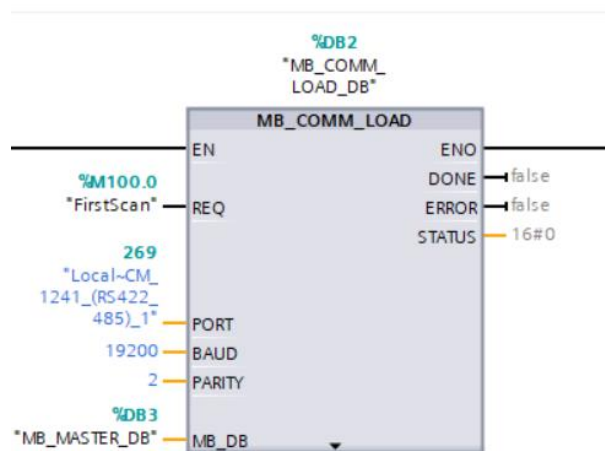 %DB2
"MB_COMM_
LOAD_DB"
MB_COMM_LOAD
EN
ENO
%M100.0
"FirstScan"
REQ
DONE
false
ERROR
false
STATUS
16#0
269
"Local~CM_
1241_(RS422_
485)_1"
PORT
19200
BAUD
2
PARITY
%DB3
"MB_MASTER_DB"
MB_DB